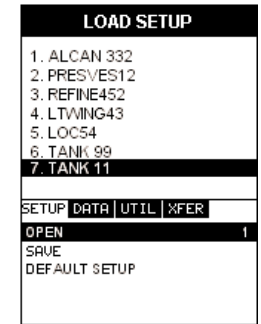 LOAD SETUP
1. ALCAN 332
2. PRESVES12
3. REFINE452
4. LTWING43
5. LOC54
6. TANK 99
7. TANK 11
SETUP DATA UTIL XFER
OPEN 1
SAVE
DEFAULT SETUP